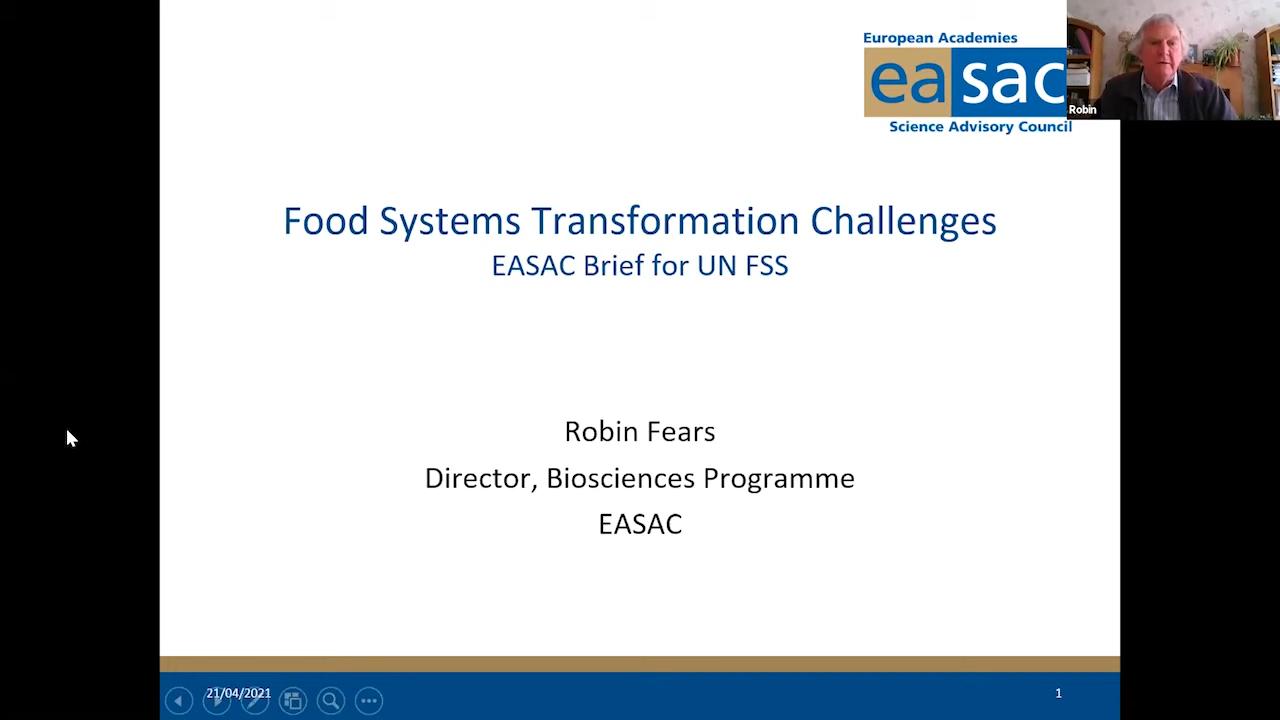 European Academies
easac
Science Advisory Council
Robin
Food Systems Transformation Challenges
EASAC Brief for UN FSS
Robin Fears
Director, Biosciences Programme
EASAC
21/04/2021
1